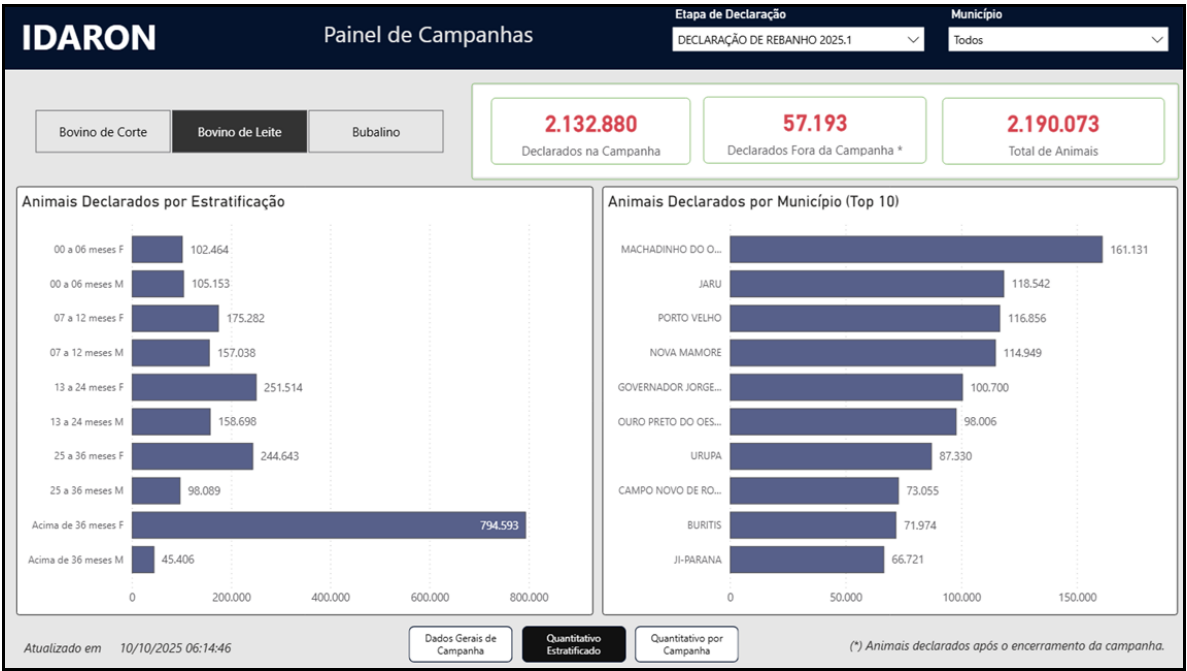 IDARON
Painel de Campanhas
Etapa de Declaração
DECLARAÇÃO DE REBANHO 2025.1
Município
Todos
Bovino de Corte
Bovino de Leite
Bubalino
2.132.880
Declarados na Campanha
57.193
Declarados Fora da Campanha *
2.190.073
Total de Animais
Animais Declarados por Estratificação
00 a 06 meses F 102.464
00 a 06 meses M 105.153
07 a 12 meses F 175.282
07 a 12 meses M 157.038
13 a 24 meses F 251.514
13 a 24 meses M 158.698
25 a 36 meses F 244.643
25 a 36 meses M 98.089
Acima de 36 meses F 794.593
Acima de 36 meses M 45.406
0 200.000 400.000 600.000 800.000
Animais Declarados por Município (Top 10)
MACHADINHO DO O... 161.131
JARU 118.542
PORTO VELHO 116.856
NOVA MAMORE 114.949
GOVERNADOR JORGE... 100.700
OURO PRETO DO OES... 98.006
URUPA 87.330
CAMPO NOVO DE RO... 73.055
BURITIS 71.974
JI-PARANA 66.721
0 50.000 100.000 150.000
Atualizado em 10/10/2025 06:14:46
Dados Gerais de
Campanha
Quantitativo
Estratificado
Quantitativo por
Campanha
(*) Animais declarados após o encerramento da campanha.